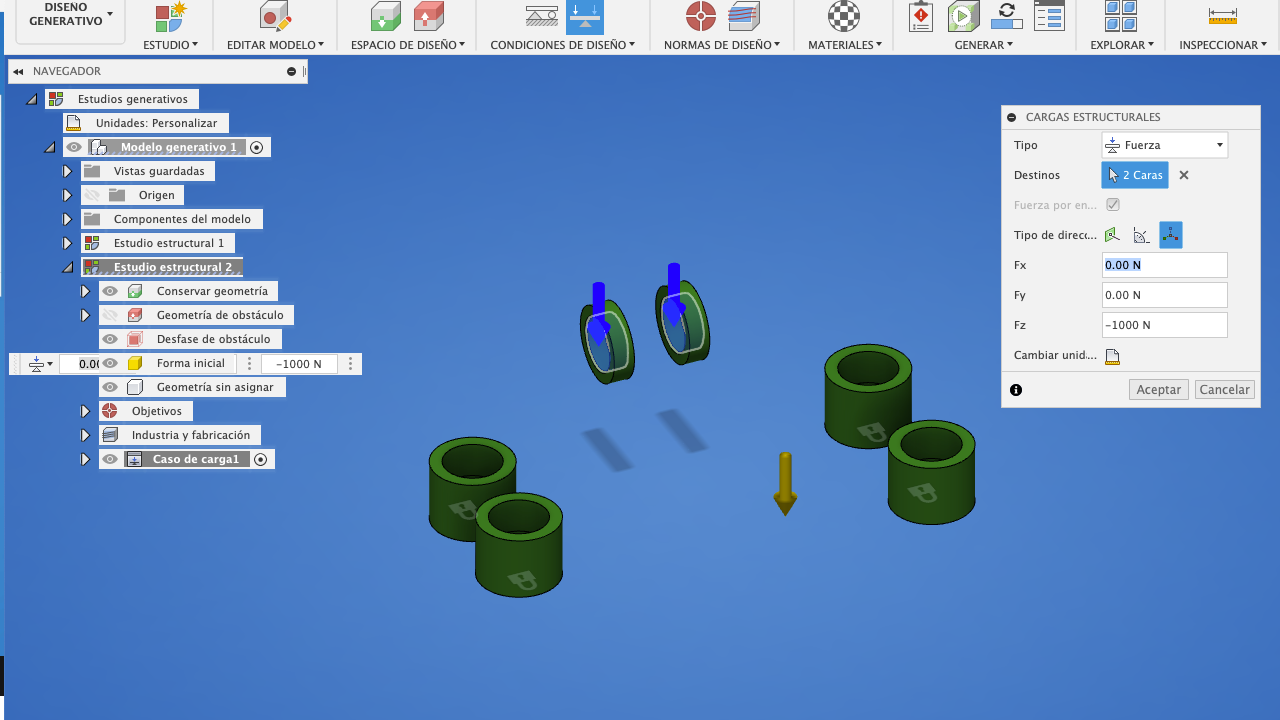 DISEÑO
GENERATIVO
ESTUDIO
EDITAR MODELO
ESPACIO DE DISEÑO
CONDICIONES DE DISEÑO
NORMAS DE DISEÑO
MATERIALES
GENERAR
EXPLORAR
INSPECCIONAR
NAVEGADOR
Estudios generativos
Unidades: Personalizar
Modelo generativo 1
Vistas guardadas
Origen
Componentes del modelo
Estudio estructural 1
Estudio estructural 2
Conservar geometría
Geometría de obstáculo
Desfase de obstáculo
0.0 Forma inicial -1000 N
Geometría sin asignar
Objetivos
Industria y fabricación
Caso de carga1
CARGAS ESTRUCTURALES
Tipo Fuerza
Destinos 2 Caras
Fuerza por en...
Tipo de direcc...
Fx 0.00 N
Fy 0.00 N
Fz -1000 N
Cambiar unid...
Aceptar Cancelar